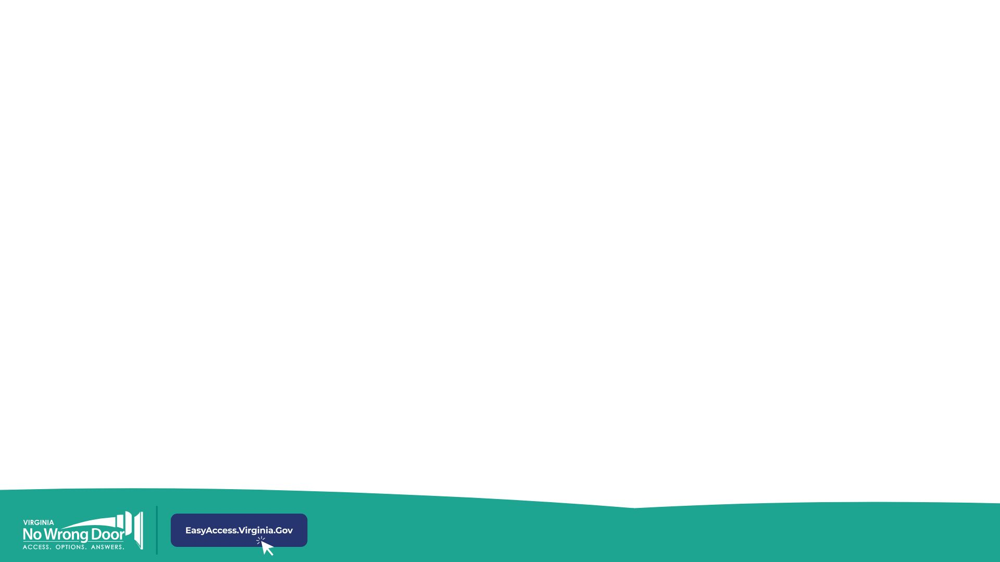 VIRGINIA
No Wrong Door
ACCESS. OPTIONS. ANSWERS.
EasyAccess.Virginia.Gov